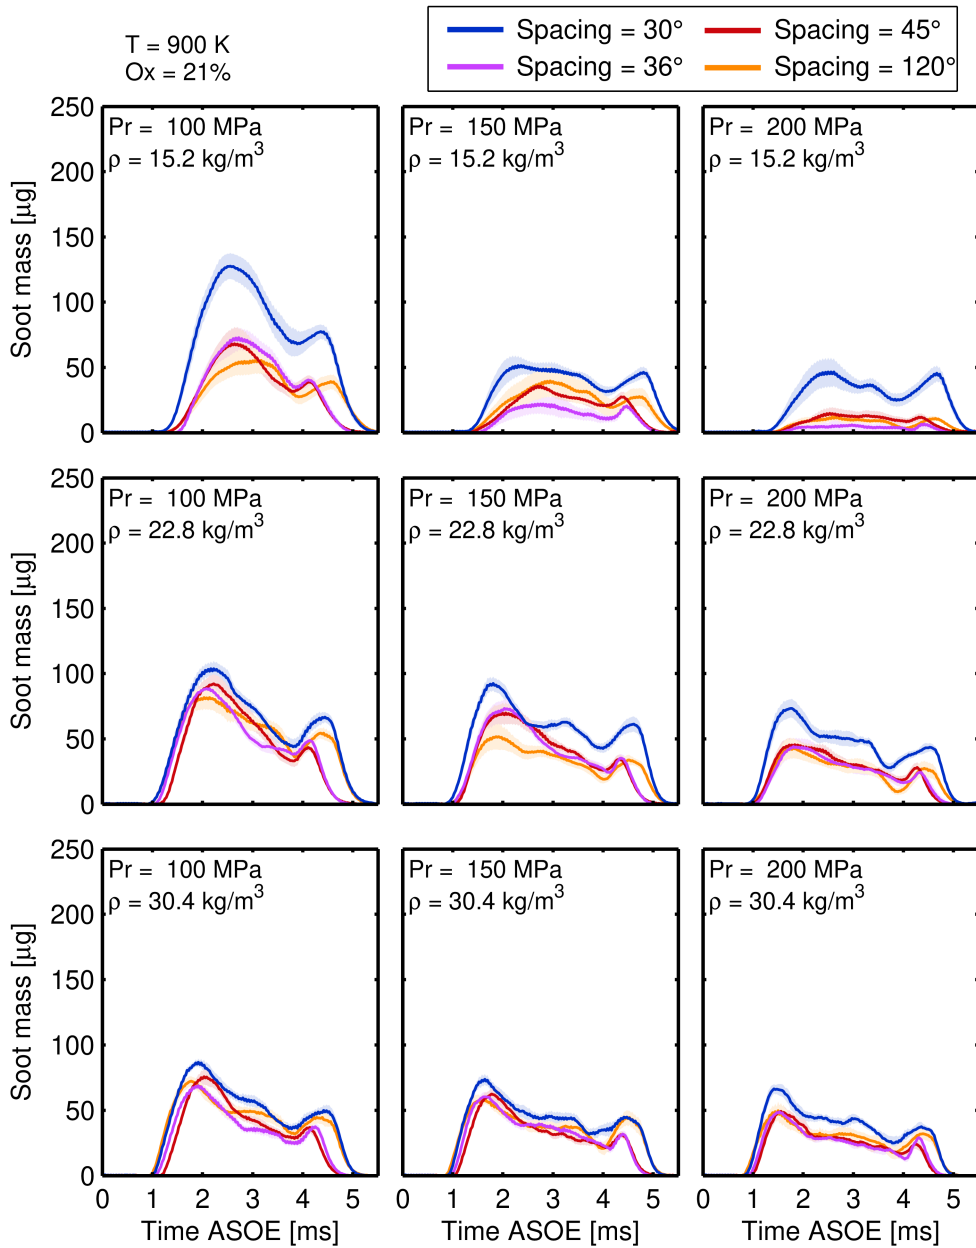 T = 900 K
Ox = 21%
Spacing = 30°
Spacing = 45°
Spacing = 36°
Spacing = 120°
250
200
150
100
50
0
Soot mass [µg]
Pr = 100 MPa
ρ = 15.2 kg/m³
Pr = 150 MPa
ρ = 15.2 kg/m³
Pr = 200 MPa
ρ = 15.2 kg/m³
250
200
150
100
50
0
Soot mass [µg]
Pr = 100 MPa
ρ = 22.8 kg/m³
Pr = 150 MPa
ρ = 22.8 kg/m³
Pr = 200 MPa
ρ = 22.8 kg/m³
250
200
150
100
50
0
Soot mass [µg]
Pr = 100 MPa
ρ = 30.4 kg/m³
Pr = 150 MPa
ρ = 30.4 kg/m³
Pr = 200 MPa
ρ = 30.4 kg/m³
0 1 2 3 4 5
0 1 2 3 4 5
0 1 2 3 4 5
Time ASOE [ms]
Time ASOE [ms]
Time ASOE [ms]